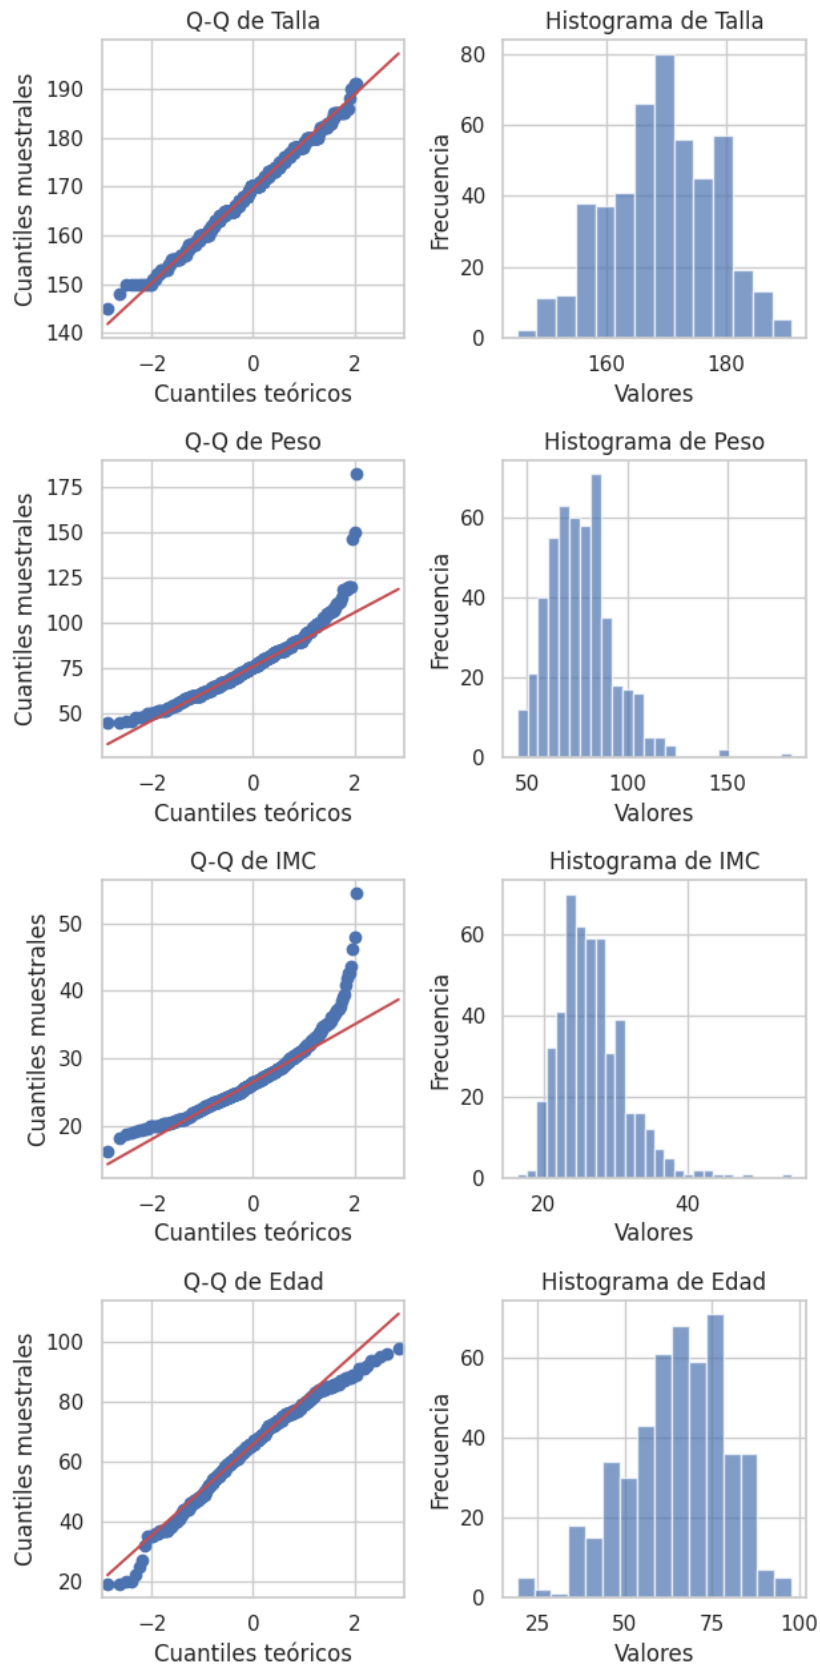 Q-Q de Talla
Histograma de Talla
Cuantiles muestrales
190
180
170
160
150
140
−2
0
2
Cuantiles teóricos
Frecuencia
80
60
40
20
0
160
180
Valores
Q-Q de Peso
Histograma de Peso
Cuantiles muestrales
175
150
125
100
75
50
−2
0
2
Cuantiles teóricos
Frecuencia
60
40
20
0
50
100
150
Valores
Q-Q de IMC
Histograma de IMC
Cuantiles muestrales
50
40
30
20
−2
0
2
Cuantiles teóricos
Frecuencia
60
40
20
0
20
40
Valores
Q-Q de Edad
Histograma de Edad
Cuantiles muestrales
100
80
60
40
20
−2
0
2
Cuantiles teóricos
Frecuencia
60
40
20
0
25
50
75
100
Valores